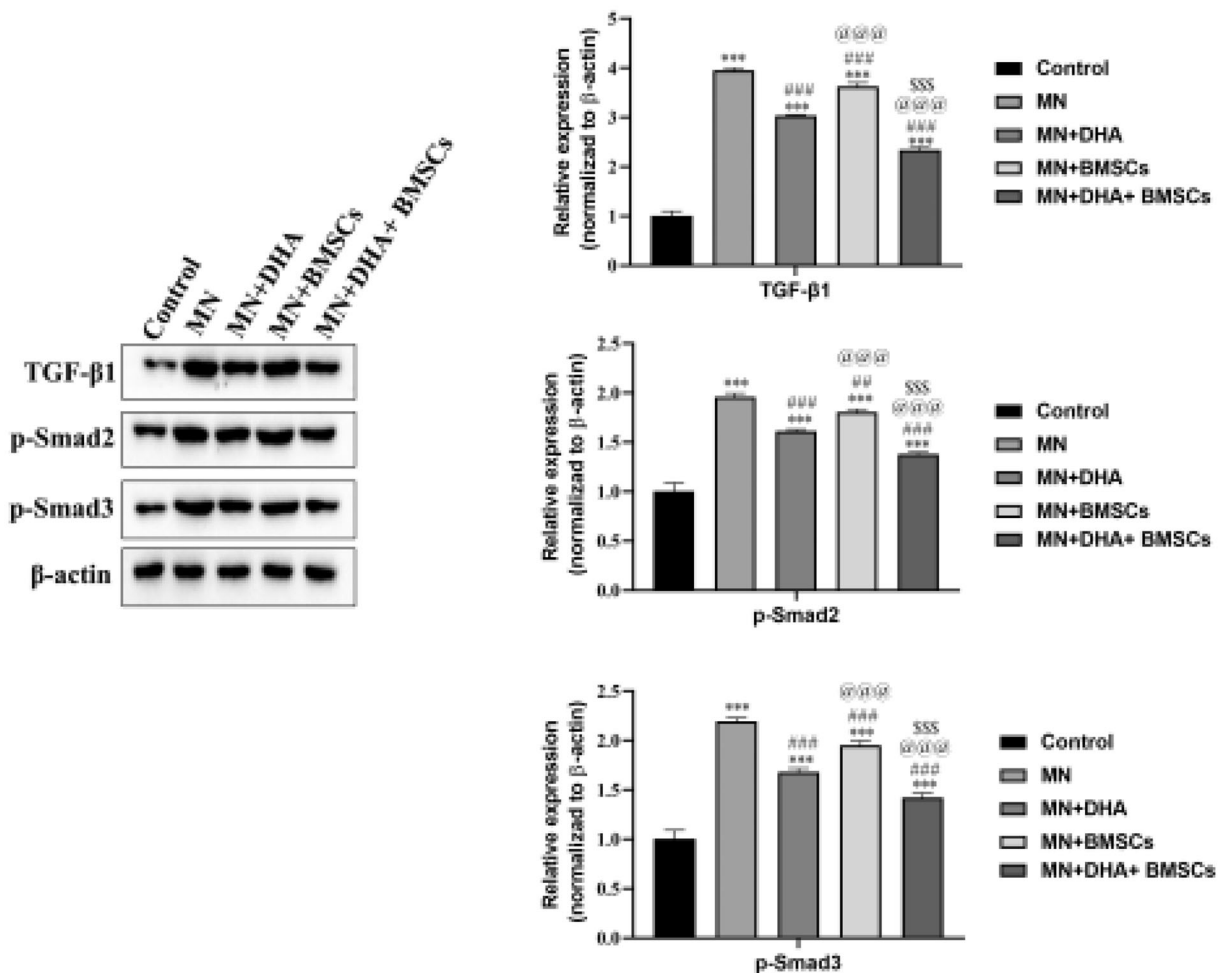 Control
MN
MN+DHA
MN+BMSCs
MN+DHA+ BMSCs
TGF-β1
p-Smad2
p-Smad3
β-actin
Relative expression
(normalizad to β-actin)
5
4
3
2
1
0
***
###
***
@@@
###
***
$$$
@@@
###
***
TGF-β1
Control
MN
MN+DHA
MN+BMSCs
MN+DHA+ BMSCs
Relative expression
(normalizad to β-actin)
2.5
2.0
1.5
1.0
0.5
0.0
***
###
***
@@@
##
***
$$$
@@@
###
***
p-Smad2
Control
MN
MN+DHA
MN+BMSCs
MN+DHA+ BMSCs
Relative expression
(normalizad to β-actin)
2.5
2.0
1.5
1.0
0.5
0.0
***
###
***
@@@
###
***
$$$
@@@
###
***
p-Smad3
Control
MN
MN+DHA
MN+BMSCs
MN+DHA+ BMSCs